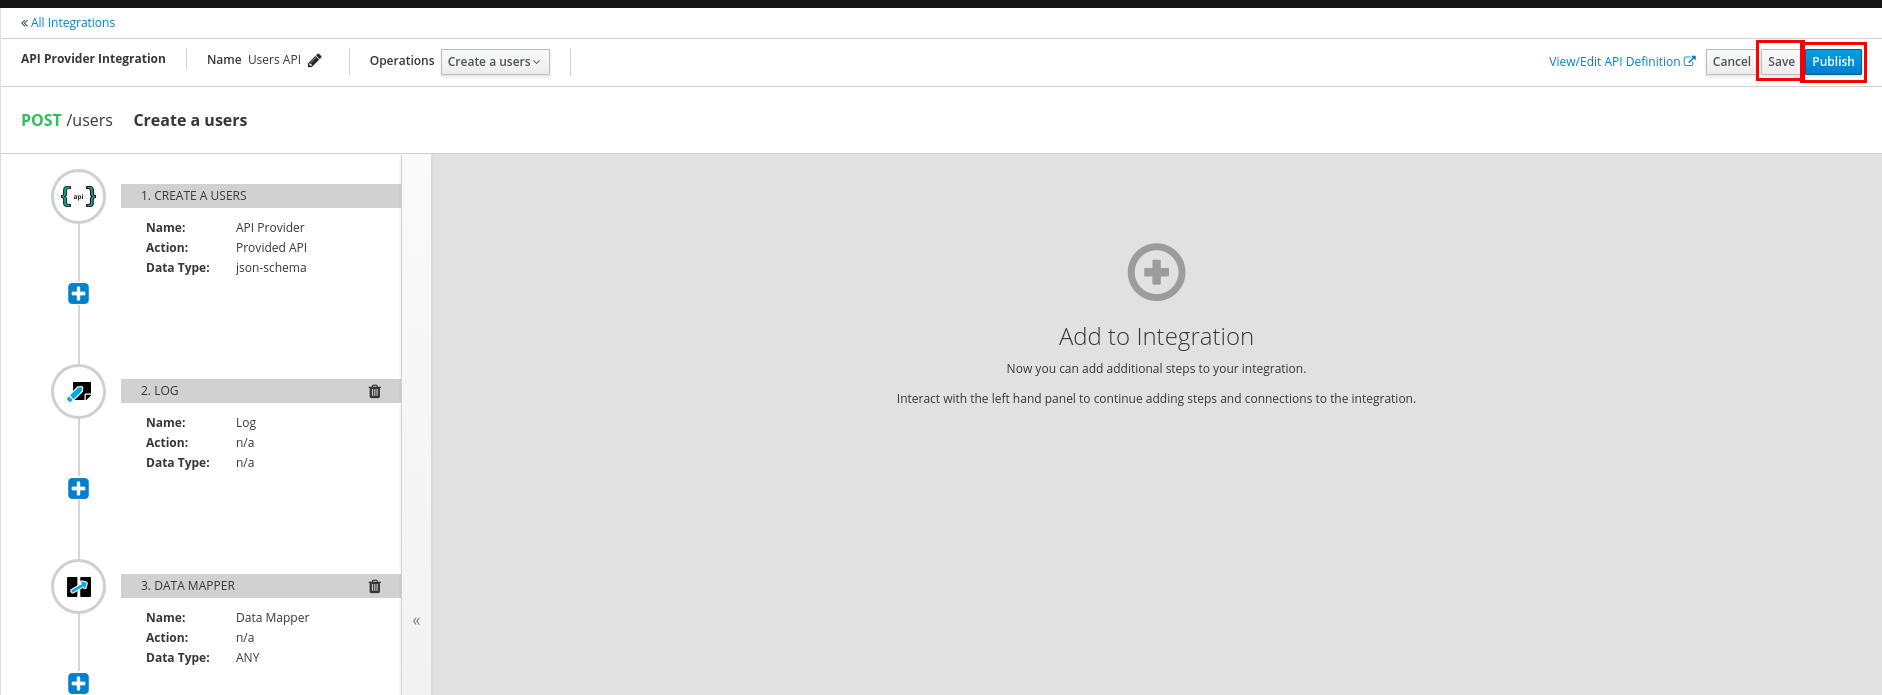 « All Integrations
API Provider Integration Name Users API Operations Create a users View/Edit API Definition Cancel Save Publish
POST /users Create a users
api
1. CREATE A USERS
Name: API Provider
Action: Provided API
Data Type: json-schema
2. LOG
Name: Log
Action: n/a
Data Type: n/a
3. DATA MAPPER
Name: Data Mapper
Action: n/a
Data Type: ANY
«
Add to Integration
Now you can add additional steps to your integration.
Interact with the left hand panel to continue adding steps and connections to the integration.